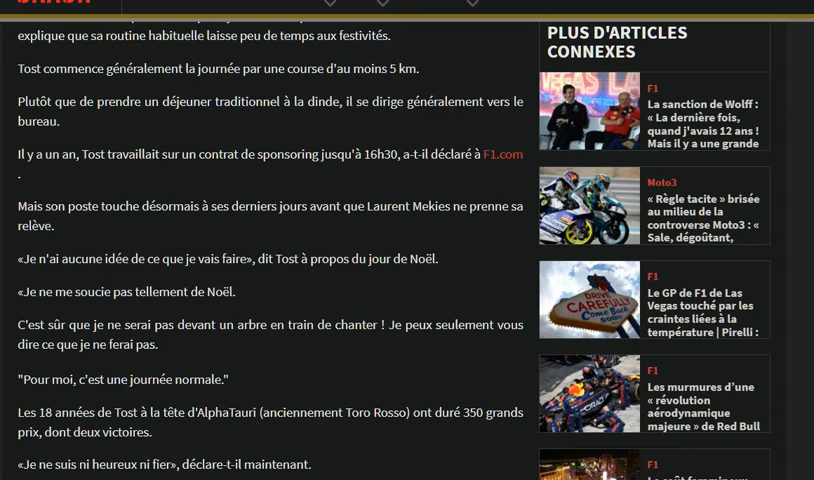 explique que sa routine habituelle laisse peu de temps aux festivités.
Tost commence généralement la journée par une course d'au moins 5 km.
Plutôt que de prendre un déjeuner traditionnel à la dinde, il se dirige généralement vers le
bureau.
Il y a un an, Tost travaillait sur un contrat de sponsoring jusqu'à 16h30, a-t-il déclaré à F1.com
.
Mais son poste touche désormais à ses derniers jours avant que Laurent Mekies ne prenne sa
relève.
«Je n'ai aucune idée de ce que je vais faire», dit Tost à propos du jour de Noël.
«Je ne me soucie pas tellement de Noël.
C'est sûr que je ne serai pas devant un arbre en train de chanter ! Je peux seulement vous
dire ce que je ne ferai pas.
"Pour moi, c'est une journée normale."
Les 18 années de Tost à la tête d'AlphaTauri (anciennement Toro Rosso) ont duré 350 grands
prix, dont deux victoires.
«Je ne suis ni heureux ni fier», déclare-t-il maintenant.
PLUS D'ARTICLES
CONNEXES
F1
La sanction de Wolff :
« La dernière fois,
quand j'avais 12 ans !
Mais il y a une grande
Moto3
« Règle tacite » brisée
au milieu de la
controverse Moto3 : «
Sale, dégoûtant,
DRIVE
CAREFULLY
Come Back
SOON
F1
Le GP de F1 de Las
Vegas touché par les
craintes liées à la
température | Pirelli :
F1
Les murmures d'une
« révolution
aérodynamique
majeure » de Red Bull
F1